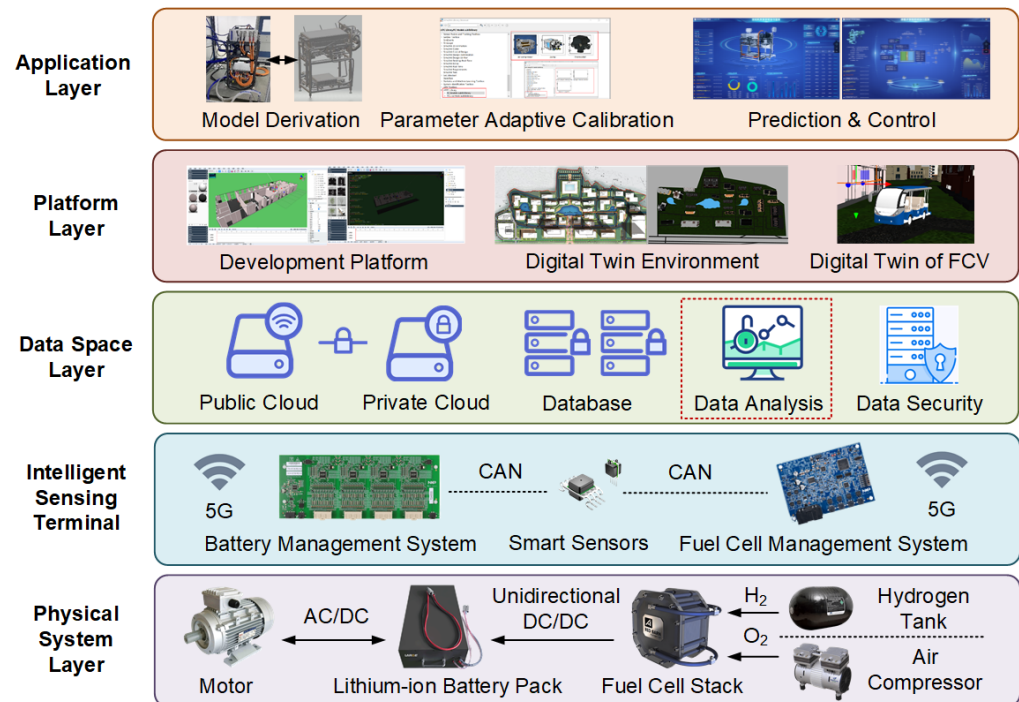 Application
Layer
Model Derivation
Parameter Adaptive Calibration
Prediction & Control
Platform
Layer
Development Platform
Digital Twin Environment
Digital Twin of FCV
Data Space
Layer
Public Cloud
Private Cloud
Database
Data Analysis
Data Security
Intelligent
Sensing
Terminal
5G
CAN
CAN
5G
Battery Management System
Smart Sensors
Fuel Cell Management System
Physical
System
Layer
AC/DC
Unidirectional
DC/DC
H₂
O₂
Hydrogen
Tank
Air
Compressor
Motor
Lithium-ion Battery Pack
Fuel Cell Stack